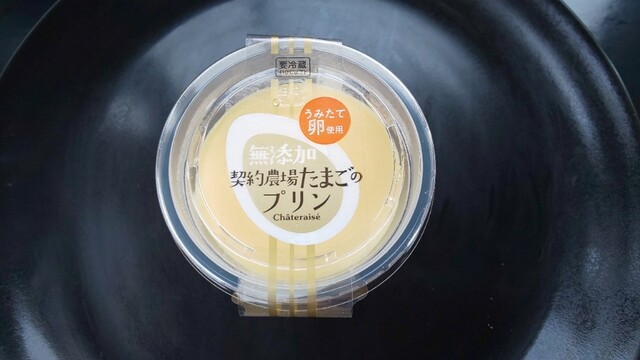 要冷蔵
うみたて
卵使用
無添加
契約農場たまごの
プリン
Châteraisé